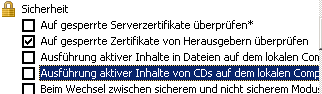 Sicherheit
Auf gesperrte Serverzertifikate überprüfen*
Auf gesperrte Zertifikate von Herausgebern überprüfen
Ausführung aktiver Inhalte in Dateien auf dem lokalen Com
Ausführung aktiver Inhalte von CDs auf dem lokalen Comp
Beim Wechsel zwischen sicherem und nicht sicherem Modus